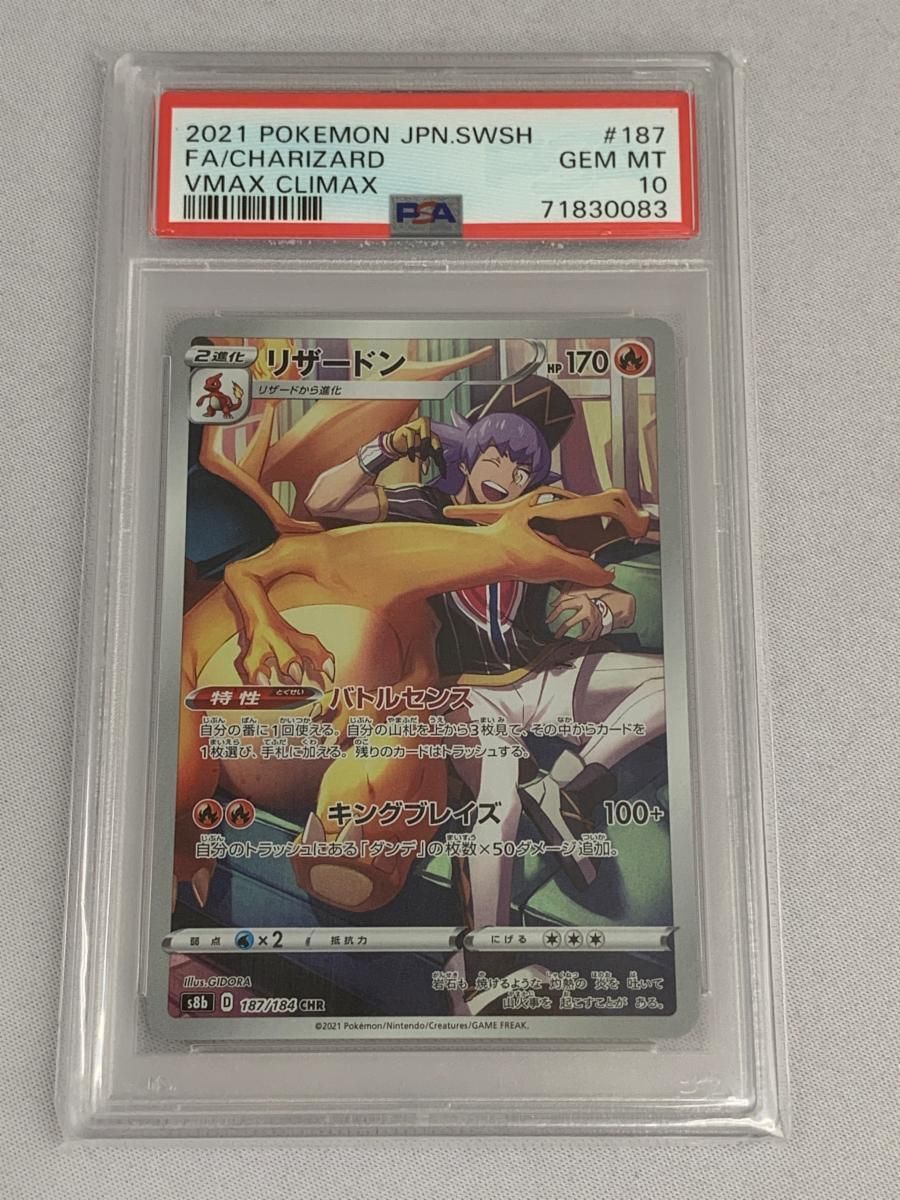 2021 POKEMON JPN.SWSH #187
FA/CHARIZARD GEM MT
VMAX CLIMAX 10
PSA 71830083
2進化 リザードン HP 170
リザードから進化
特性 とくせい バトルセンス
自分の番に1回使える。自分の山札を上から3枚見て、その中からカードを
1枚選び、手札に加える。残りのカードはトラッシュする。
キングブレイズ 100+
自分のトラッシュにある「ダンデ」の枚数×50ダメージ追加。
弱点 ×2 抵抗力 にげる
Illus.GIDORA
岩石も 焼けるような 灼熱の 炎を 吐いて
s8b D 187/184 CHR 山火事を 起こすことが ある。
©2021 Pokémon/Nintendo/Creatures/GAME FREAK.